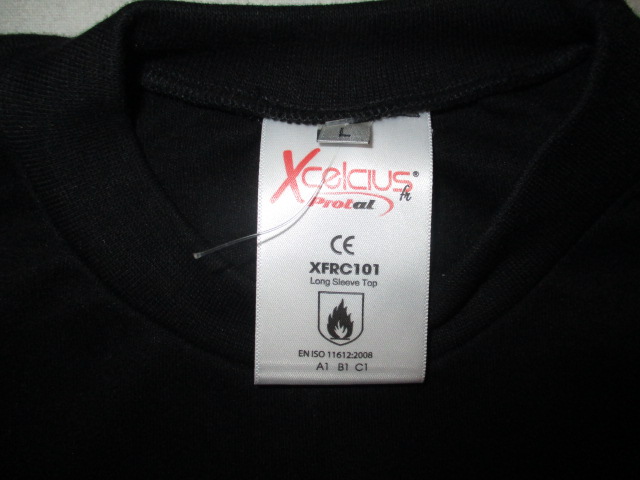 L
Xcelcius® fr
Protal
CE
XFRC101
Long Sleeve Top
EN ISO 11612:2008
A1 B1 C1